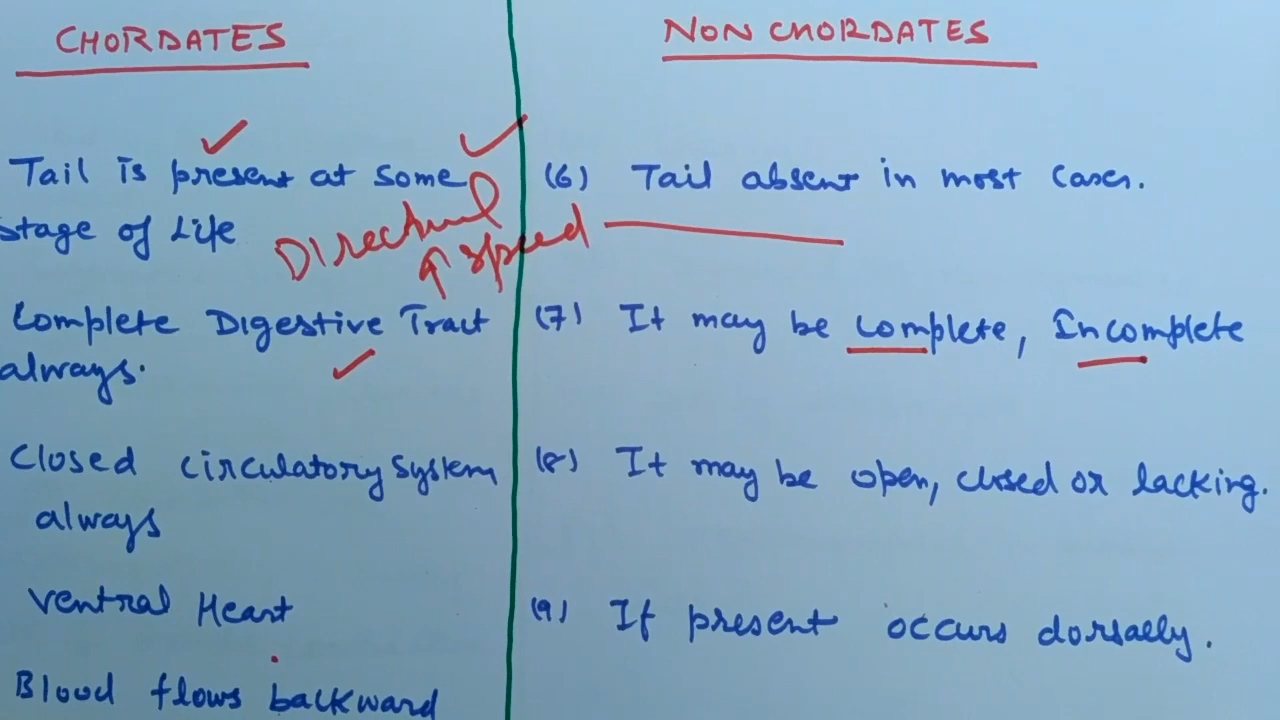 CHORDATES
NON CHORDATES
Tail is present at some
stage of Life
Directional
↑ speed
(6) Tail absent in most cases.
Complete Digestive Tract
always.
(7) It may be complete, Incomplete
Closed circulatory system
always
(8) It may be open, closed or lacking.
Ventral Heart
(9) If present occurs dorsally.
Blood flows backward